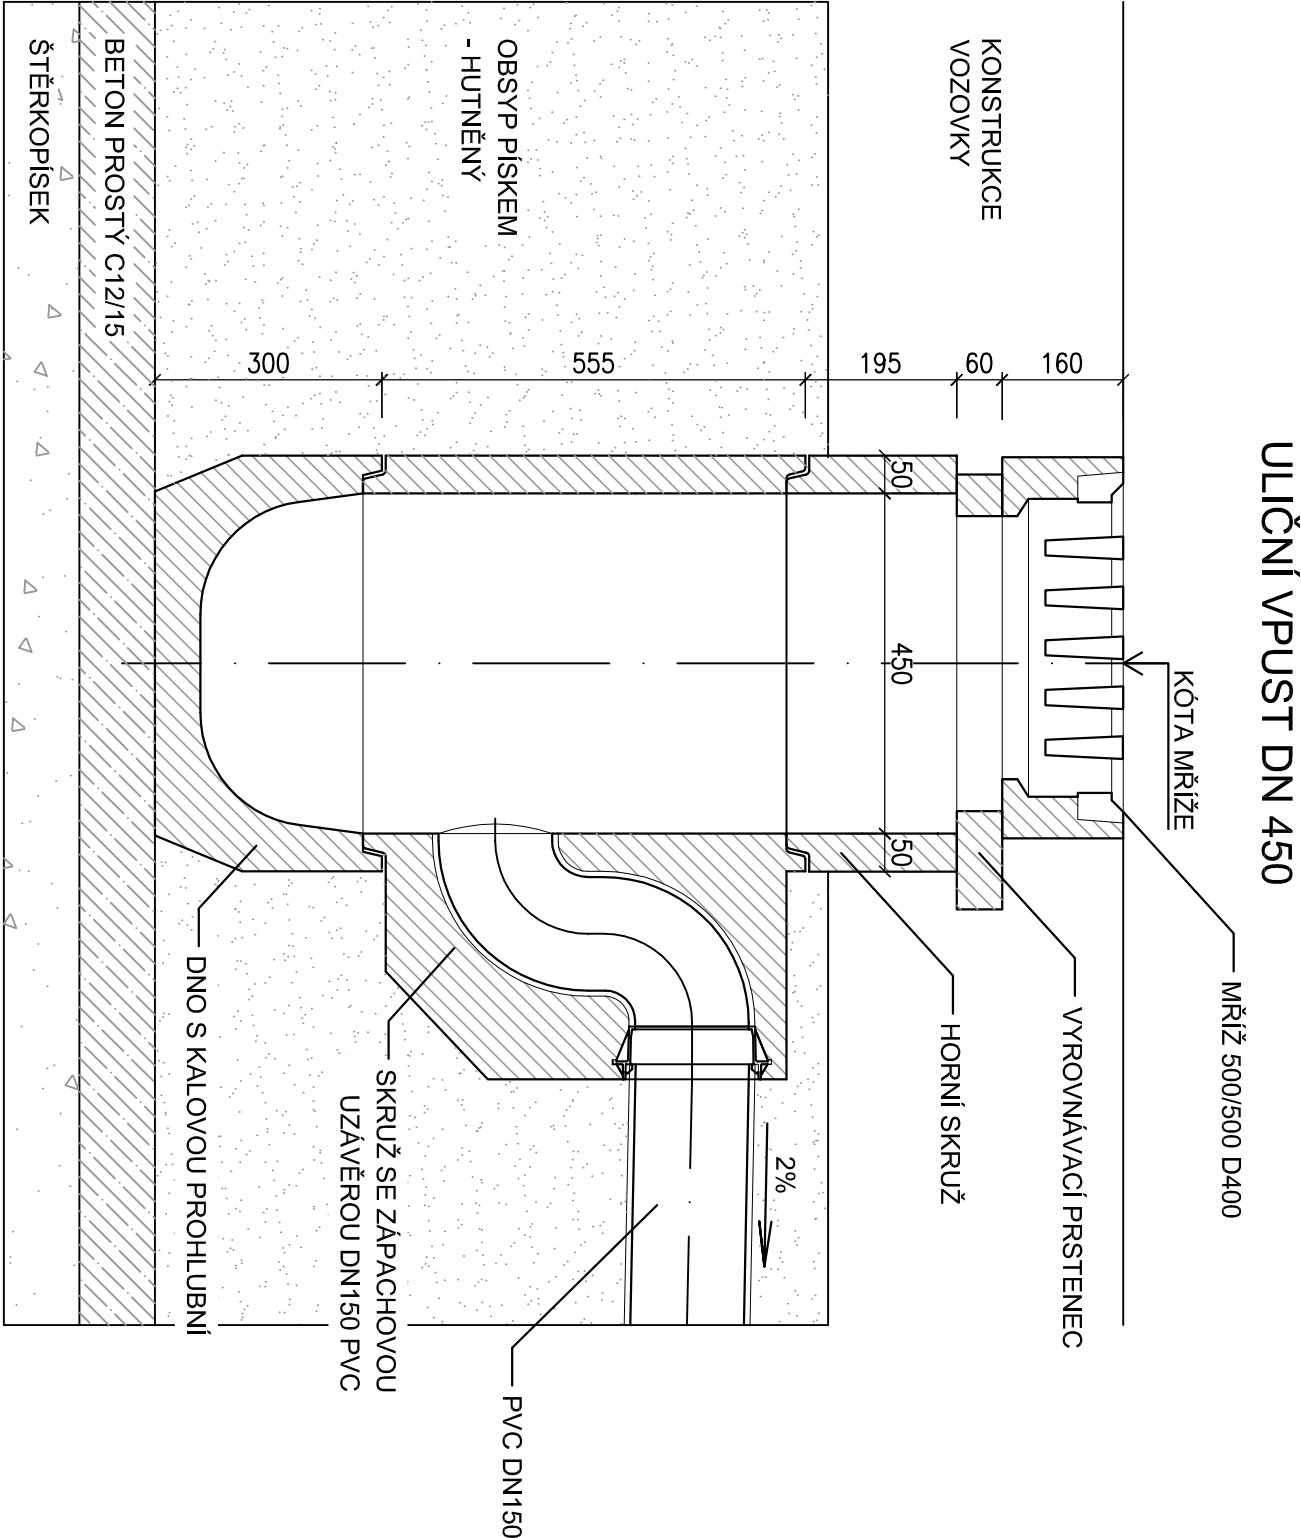 ULIČNÍ VPUST DN 450
KÓTA MŘÍŽE
MŘÍŽ 500/500 D400
KONSTRUKCE
VOZOVKY
160
60
195
555
300
50
450
50
VYROVNÁVACÍ PRSTENEC
HORNÍ SKRUŽ
2%
OBSYP PÍSKEM
- HUTNĚNÝ
PVC DN150
SKRUŽ SE ZÁPACHOVOU
UZÁVĚROU DN150 PVC
DNO S KALOVOU PROHLUBNÍ
BETON PROSTÝ C12/15
ŠTĚRKOPÍSEK